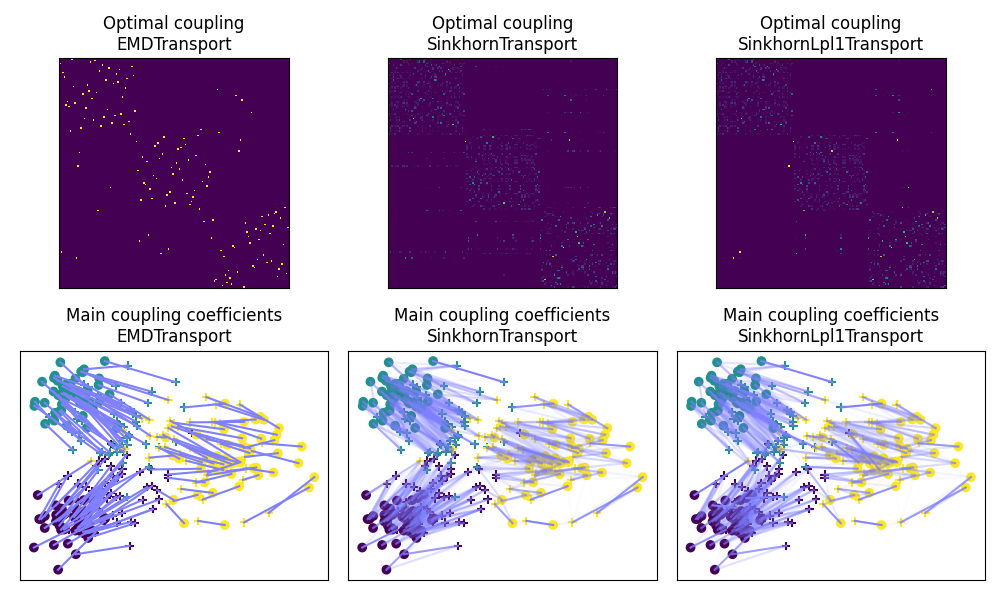 Optimal coupling
EMDTransport
Optimal coupling
SinkhornTransport
Optimal coupling
SinkhornLpl1Transport
Main coupling coefficients
EMDTransport
Main coupling coefficients
SinkhornTransport
Main coupling coefficients
SinkhornLpl1Transport